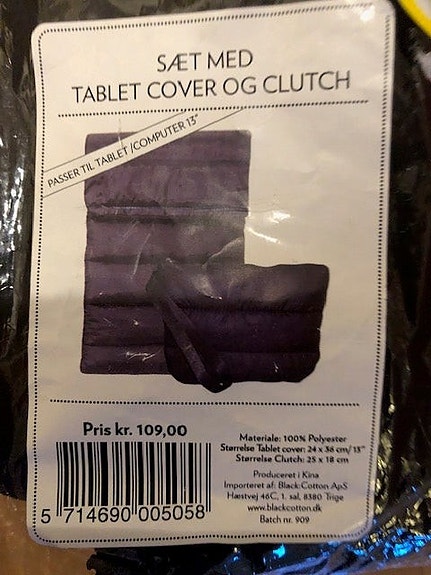 SÆT MED
TABLET COVER OG CLUTCH
PASSER TIL TABLET /COMPUTER 13"
Pris kr. 109,00
5 714690 005058
Materiale: 100% Polyester
Størrelse Tablet cover: 24 x 36 cm/ 13"
Størrelse Clutch: 25 x 18 cm
Produceret i Kina
Importeret af: Black Cotton ApS
Høstvej 46C, 1. sal, 8380 Trige
www.blackcotton.dk
Batch nr. 909